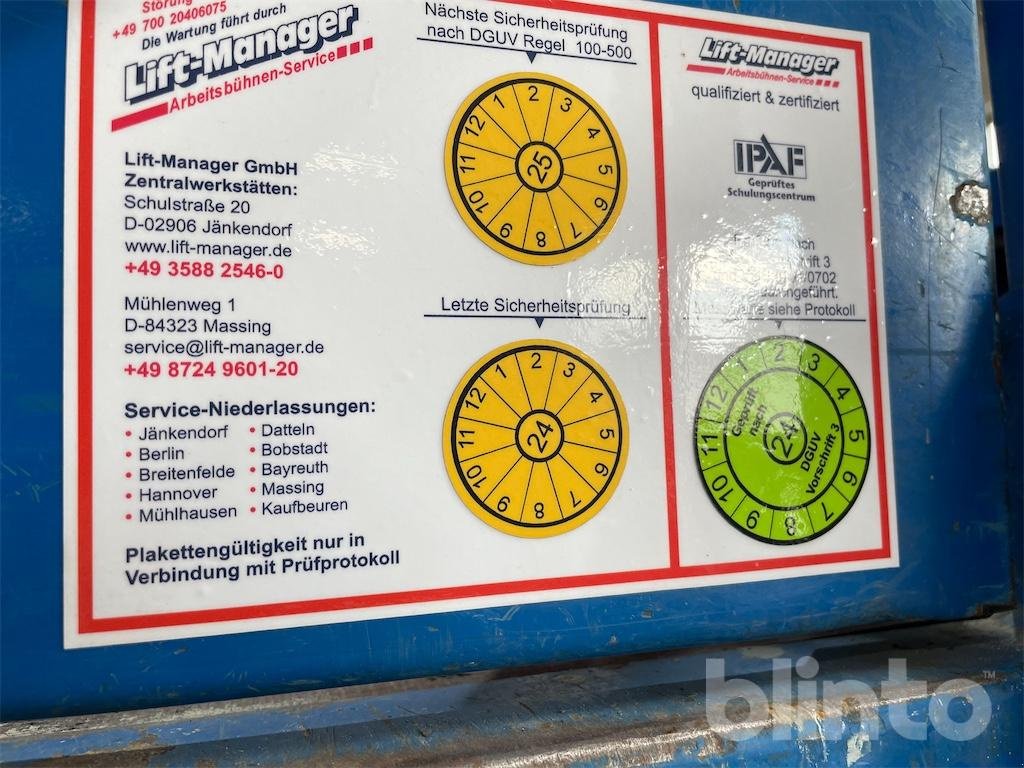 Störung
+49 700 20406075
Die Wartung führt durch
Lift-Manager
Arbeitsbühnen-Service
Lift-Manager GmbH
Zentralwerkstätten:
Schulstraße 20
D-02906 Jänkendorf
www.lift-manager.de
+49 3588 2546-0
Mühlenweg 1
D-84323 Massing
service@lift-manager.de
+49 8724 9601-20
Service-Niederlassungen:
• Jänkendorf • Datteln
• Berlin • Bobstadt
• Breitenfelde • Bayreuth
• Hannover • Massing
• Mühlhausen • Kaufbeuren
Plakettengültigkeit nur in
Verbindung mit Prüfprotokoll
Nächste Sicherheitsprüfung
nach DGUV Regel 100-500
1 2 3 4 5 6 7 8 9 10 11 12
25
Letzte Sicherheitsprüfung
1 2 3 4 5 6 7 8 9 10 11 12
24
Lift-Manager
Arbeitsbühnen-Service
qualifiziert & zertifiziert
IPAF
Geprüftes
Schulungscentrum
3
0702
siehe Protokoll
1 2 3 4 5 6 7 8 9 10 11 12
Geprüft
nach
24
DGUV
Vorschrift 3
blinto™